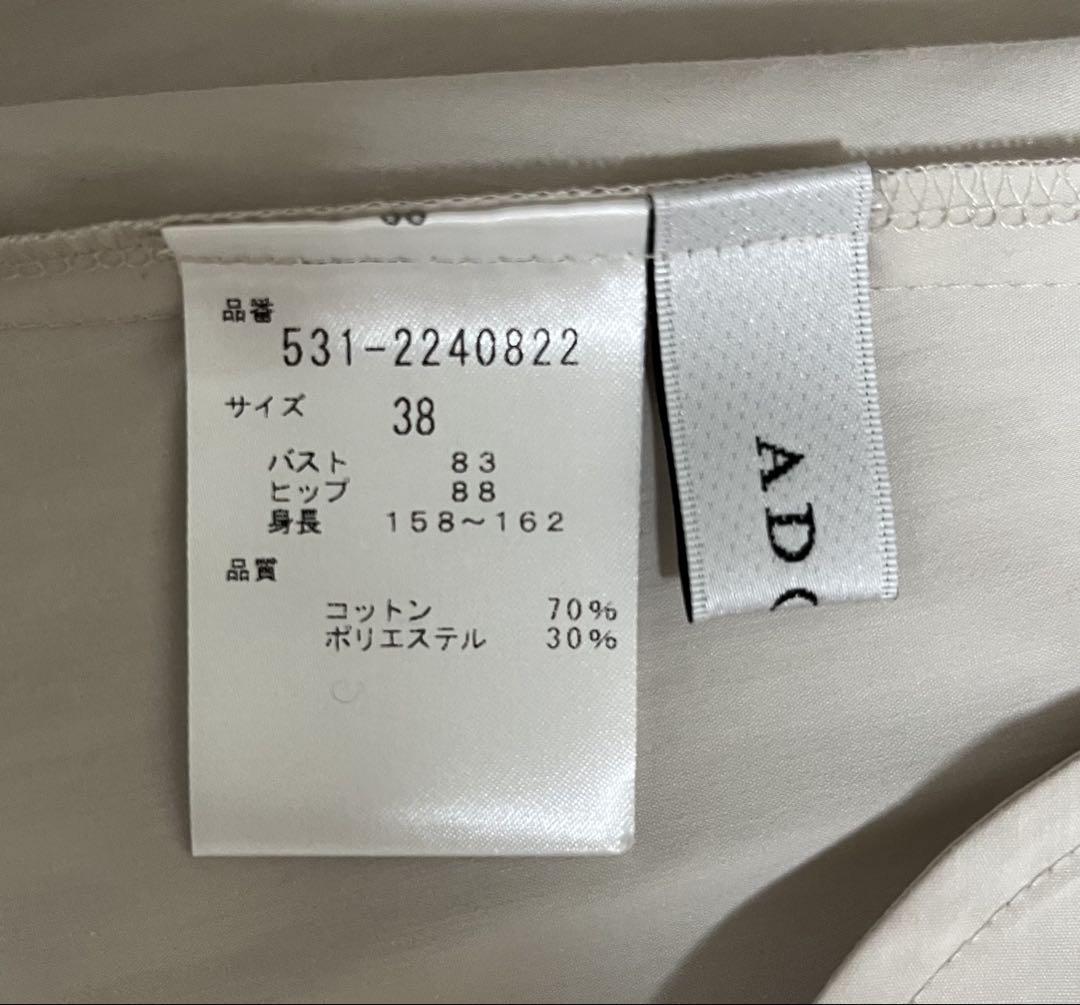 品番
531-2240822
サイズ 38
バスト 83
ヒップ 88
身長 158～162
品質
コットン 70%
ポリエステル 30%
AD